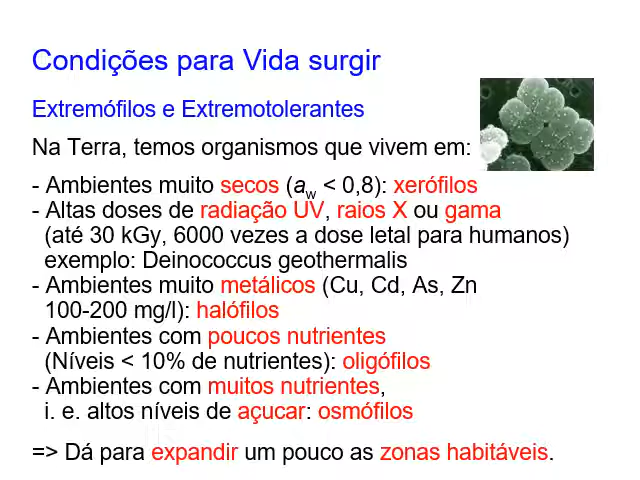 Condições para Vida surgir
Extremófilos e Extremotolerantes
Na Terra, temos organismos que vivem em:
- Ambientes muito secos (aw < 0,8): xerófilos
- Altas doses de radiação UV, raios X ou gama
(até 30 kGy, 6000 vezes a dose letal para humanos)
exemplo: Deinococcus geothermalis
- Ambientes muito metálicos (Cu, Cd, As, Zn
100-200 mg/l): halófilos
- Ambientes com poucos nutrientes
(Níveis < 10% de nutrientes): oligófilos
- Ambientes com muitos nutrientes,
i. e. altos níveis de açucar: osmófilos
=> Dá para expandir um pouco as zonas habitáveis.